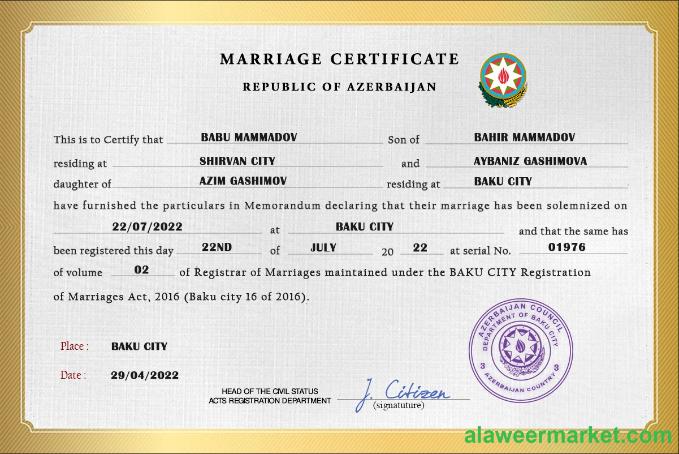 MARRIAGE CERTIFICATE
REPUBLIC OF AZERBAIJAN
This is to Certify that BABU MAMMADOV Son of BAHIR MAMMADOV
residing at SHIRVAN CITY and AYBANIZ GASHIMOVA
daughter of AZIM GASHIMOV residing at BAKU CITY
have furnished the particulars in Memorandum declaring that their marriage has been solemnized on
22/07/2022 at BAKU CITY and that the same has
been registered this day 22ND of JULY 20 22 at serial No. 01976
of volume 02 of Registrar of Marriages maintained under the BAKU CITY Registration
of Marriages Act, 2016 (Baku city 16 of 2016).
AZERBAIJAN COUNCIL
DEPARTMENT OF BAKU CITY
AZERBAIJAN COUNTRY
Place : BAKU CITY
Date : 29/04/2022
HEAD OF THE CIVIL STATUS
ACTS REGISTRATION DEPARTMENT
J. Citizen
(signatuture)
alaweermarket.com